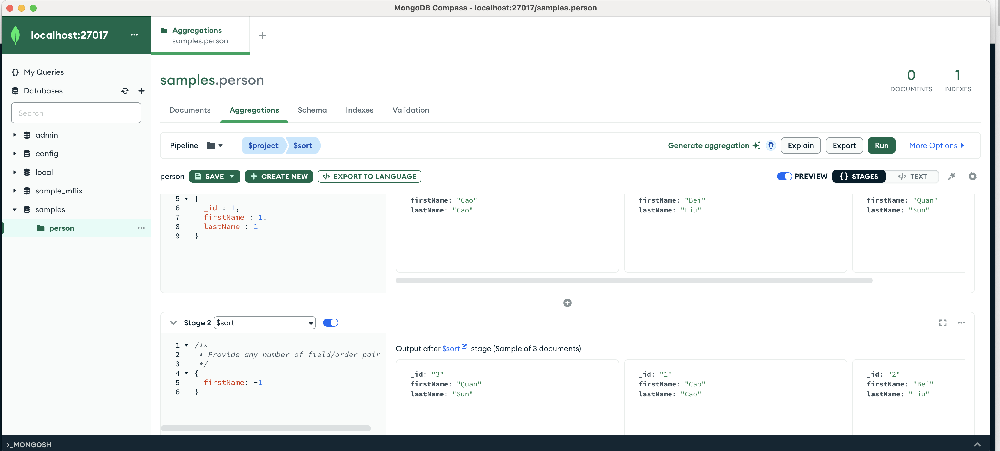 MongoDB Compass - localhost:27017/samples.person
localhost:27017
Aggregations
samples.person
My Queries
Databases
Search
admin
config
local
sample_mflix
samples
person
samples.person
0
DOCUMENTS
1
INDEXES
Documents
Aggregations
Schema
Indexes
Validation
Pipeline
$project
$sort
Generate aggregation
Explain
Export
Run
More Options
person
SAVE
CREATE NEW
</> EXPORT TO LANGUAGE
PREVIEW
{} STAGES
</> TEXT
5 {
6 _id : 1,
7 firstName : 1,
8 lastName : 1
9 }
firstName: "Cao"
lastName: "Cao"
firstName: "Bei"
lastName: "Liu"
firstName: "Quan"
lastName: "Sun"
Stage 2 $sort
1 /**
2 * Provide any number of field/order pair
3 */
4 {
5 firstName: -1
6 }
Output after $sort stage (Sample of 3 documents)
_id: "3"
firstName: "Quan"
lastName: "Sun"
_id: "1"
firstName: "Cao"
lastName: "Cao"
_id: "2"
firstName: "Bei"
lastName: "Liu"
>_MONGOSH